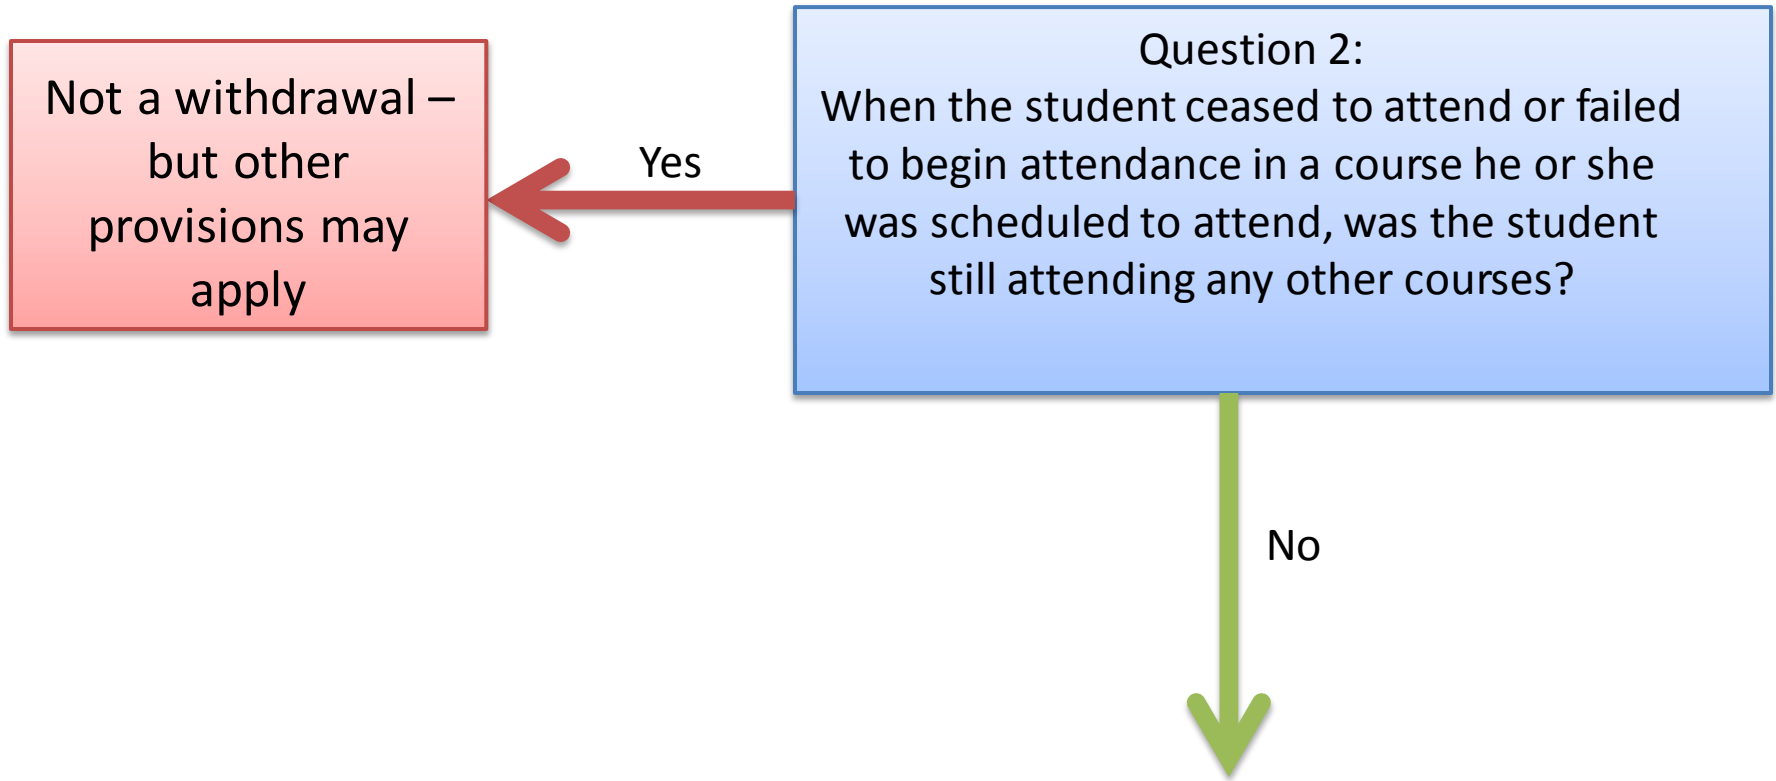 Not a withdrawal –
but other
provisions may
apply
Yes
Question 2:
When the student ceased to attend or failed
to begin attendance in a course he or she
was scheduled to attend, was the student
still attending any other courses?
No